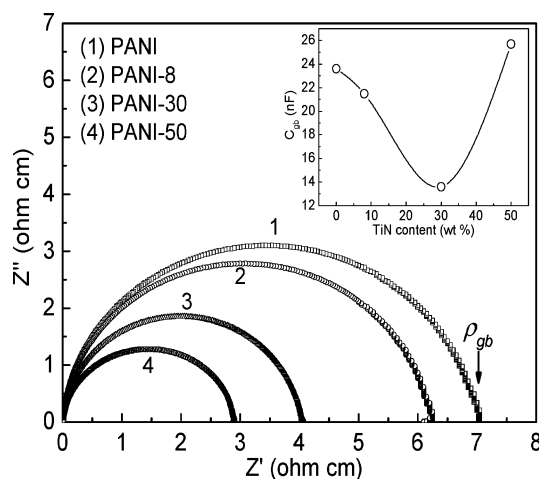 (1) PANI
(2) PANI-8
(3) PANI-30
(4) PANI-50
7
6
5
4
3
2
1
0
Z'' (ohm cm)
0 1 2 3 4 5 6 7 8
Z' (ohm cm)
1
2
3
4
ρgb
26
24
22
20
18
16
14
12
Cgb (nF)
0 10 20 30 40 50
TiN content (wt %)